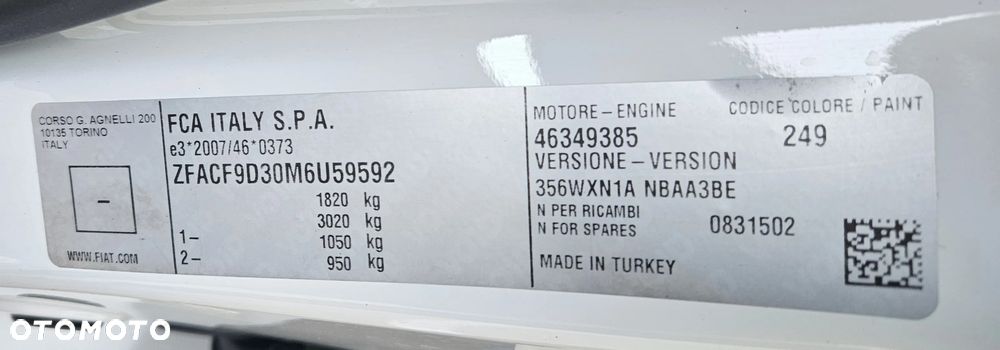 CORSO G. AGNELLI 200
10135 TORINO
ITALY
-
WWW.FIAT.COM
FCA ITALY S.P.A.
e3*2007/46*0373
ZFACF9D30M6U59592
1820 kg
3020 kg
1- 1050 kg
2- 950 kg
MOTORE-ENGINE
46349385
VERSIONE-VERSION
356WXN1A NBAA3BE
N PER RICAMBI
N FOR SPARES 0831502
MADE IN TURKEY
CODICE COLORE / PAINT
249
OTOMOTO